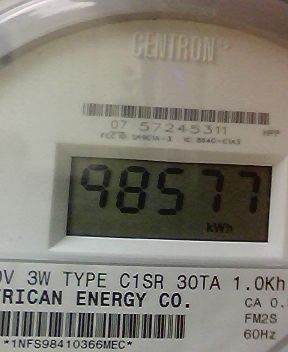 CENTRON
07 57245311
98577
kWh
0V 3W TYPE C1SR 30TA 1.0Kh
RICAN ENERGY CO.
CA 0.
FM2S
60Hz
*1NFS98410366MEC*